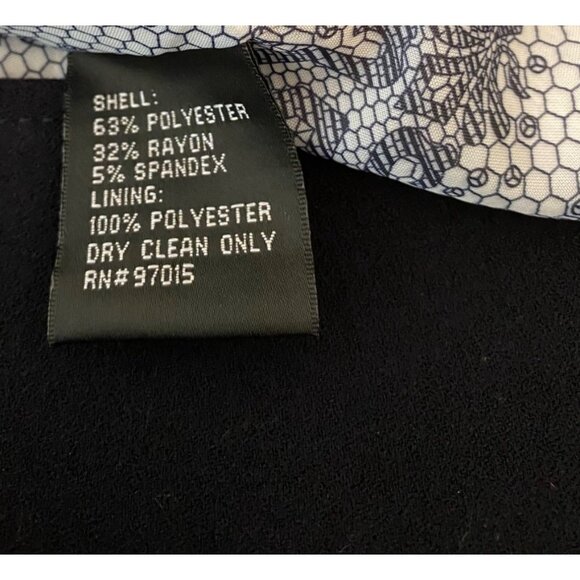 SHELL:
63% POLYESTER
32% RAYON
5% SPANDEX
LINING:
100% POLYESTER
DRY CLEAN ONLY
RN#97015